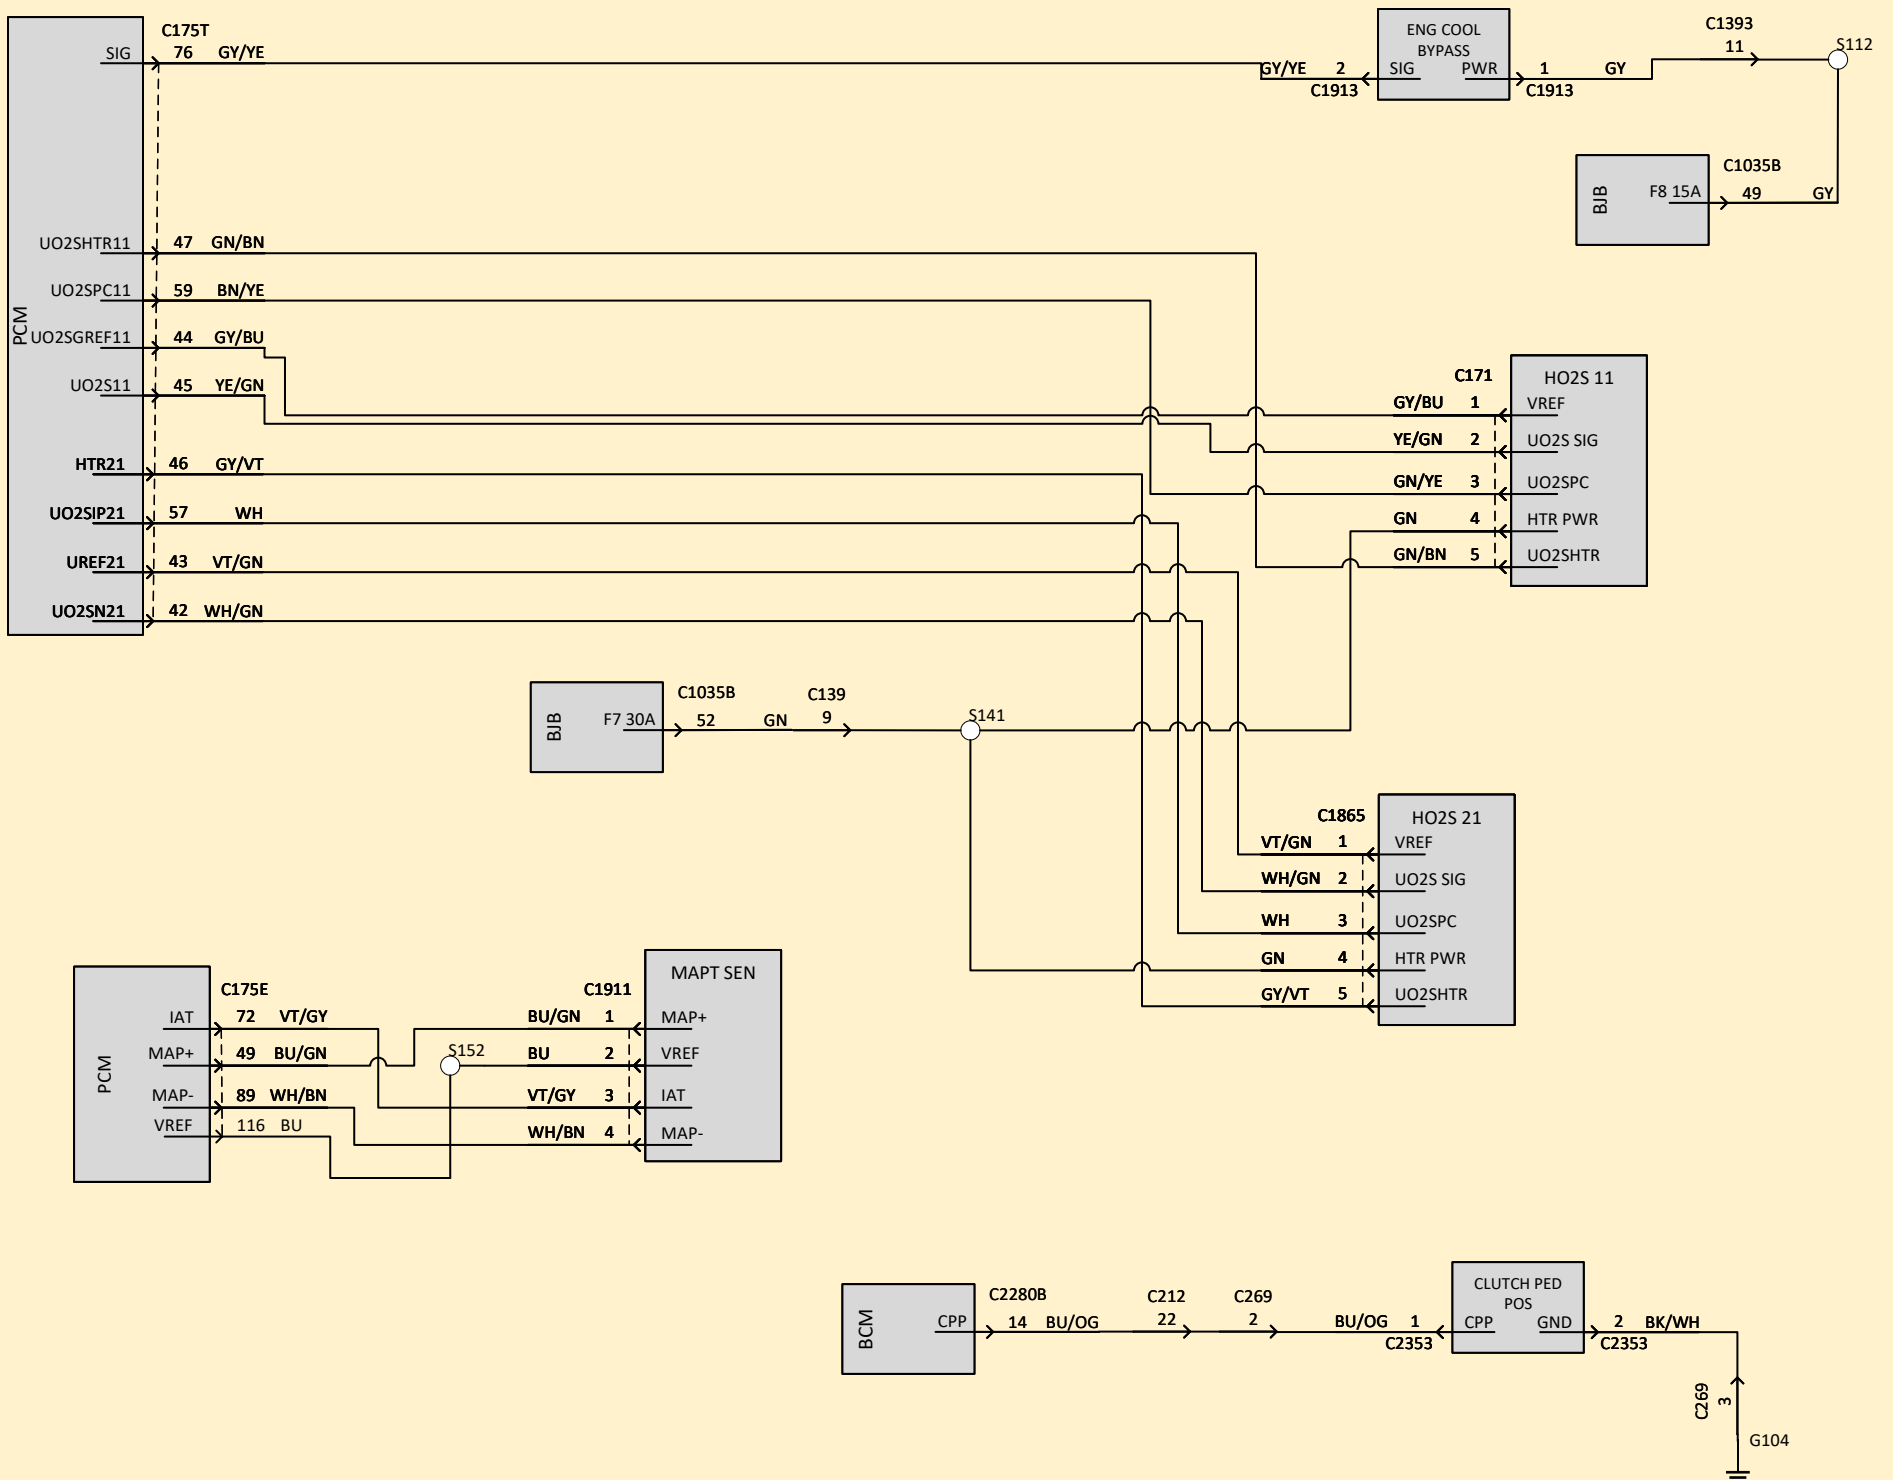 C175T
SIG 76 GY/YE
ENG COOL
BYPASS
GY/YE 2 SIG PWR 1 GY
C1913 C1913
C1393
11
S112
C1035B
BJB F8 15A 49 GY
PCM
UO2SHTR11 47 GN/BN
UO2SPC11 59 BN/YE
UO2SGREF11 44 GY/BU
UO2S11 45 YE/GN
HTR21 46 GY/VT
UO2SIP21 57 WH
UREF21 43 VT/GN
UO2SN21 42 WH/GN
C171 HO2S 11
GY/BU 1 VREF
YE/GN 2 UO2S SIG
GN/YE 3 UO2SPC
GN 4 HTR PWR
GN/BN 5 UO2SHTR
C1035B C139
BJB F7 30A 52 GN 9
S141
C1865 HO2S 21
VT/GN 1 VREF
WH/GN 2 UO2S SIG
WH 3 UO2SPC
GN 4 HTR PWR
GY/VT 5 UO2SHTR
PCM
C175E
IAT 72 VT/GY
MAP+ 49 BU/GN
MAP- 89 WH/BN
VREF 116 BU
S152
C1911 MAPT SEN
BU/GN 1 MAP+
BU 2 VREF
VT/GY 3 IAT
WH/BN 4 MAP-
BCM
C2280B C212 C269
CPP 14 BU/OG 22 2
CLUTCH PED
POS
BU/OG 1 CPP GND 2 BK/WH
C2353 C2353
C269
3
G104